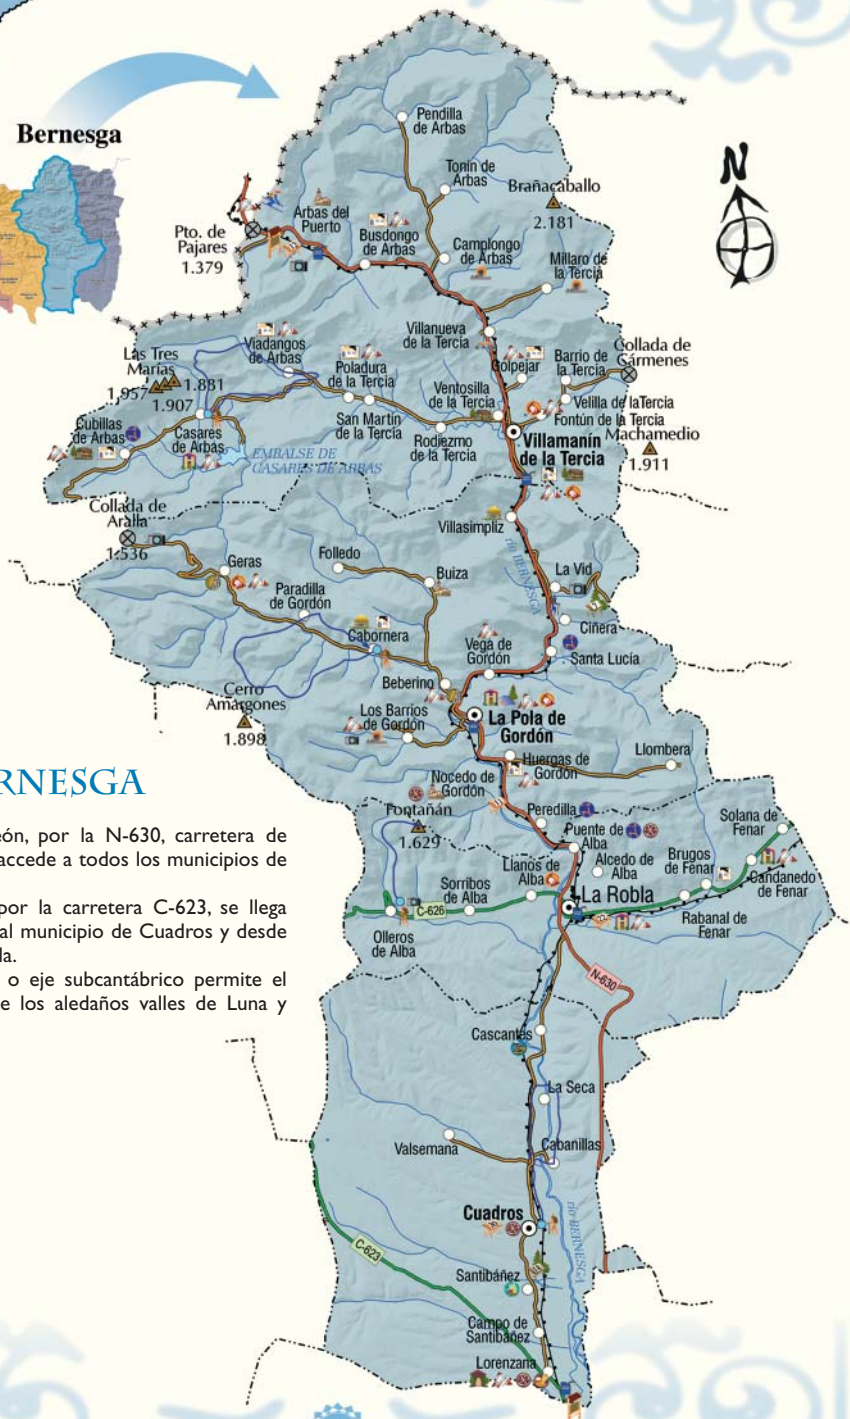 Bernesga
N
Pendilla
de Arbas
Tonín de
Arbas
Brañacaballo
2.181
Arbas del
Puerto
Pto. de
Pajares
1.379
Busdongo
de Arbas
Camplongo
de Arbas
Millaro de
la Tercia
Villanueva
de la Tercia
Viadangos
de Arbas
Poladura
de la Tercia
Golpejar
Barrio de
la Tercia
Collada de
Cármenes
Las Tres
Marías
1.957
1.881
1.907
Ventosilla
de la Tercia
Velilla de laTercia
Fontún de la Tercia
San Martín
de la Tercia
Cubillas
de Arbas
Casares
de Arbas
Rodiezmo
de la Tercia
Villamanín
de la Tercia
Machamedio
1.911
EMBALSE DE
CASARES DE ARBAS
Collada de
Aralla
1.536
Villasimpliz
río BERNESGA
Geras
Folledo
Buiza
La Vid
Paradilla
de Gordón
Ciñera
Cabornera
Vega de
Gordón
Santa Lucía
Beberino
Cerro
Amargones
1.898
Los Barrios
de Gordón
La Pola de
Gordón
Huergas de
Gordón
Llombera
RNESGA
Nocedo de
Gordón
Fontañán
1.629
Peredilla
Puente de
Alba
Solana de
Fenar
eón, por la N-630, carretera de
accede a todos los municipios de
Llanos de
Alba
Alcedo de
Alba
Brugos
de Fenar
Candanedo
de Fenar
Sorribos
de Alba
La Robla
C-626
Rabanal de
Fenar
Olleros
de Alba
por la carretera C-623, se llega
al municipio de Cuadros y desde
la.
o eje subcantábrico permite el
e los aledaños valles de Luna y
N-630
Cascantes
La Seca
Valsemana
Cabanillas
Cuadros
río BERNESGA
C-623
Santibáñez
Campo de
Santibáñez
Lorenzana